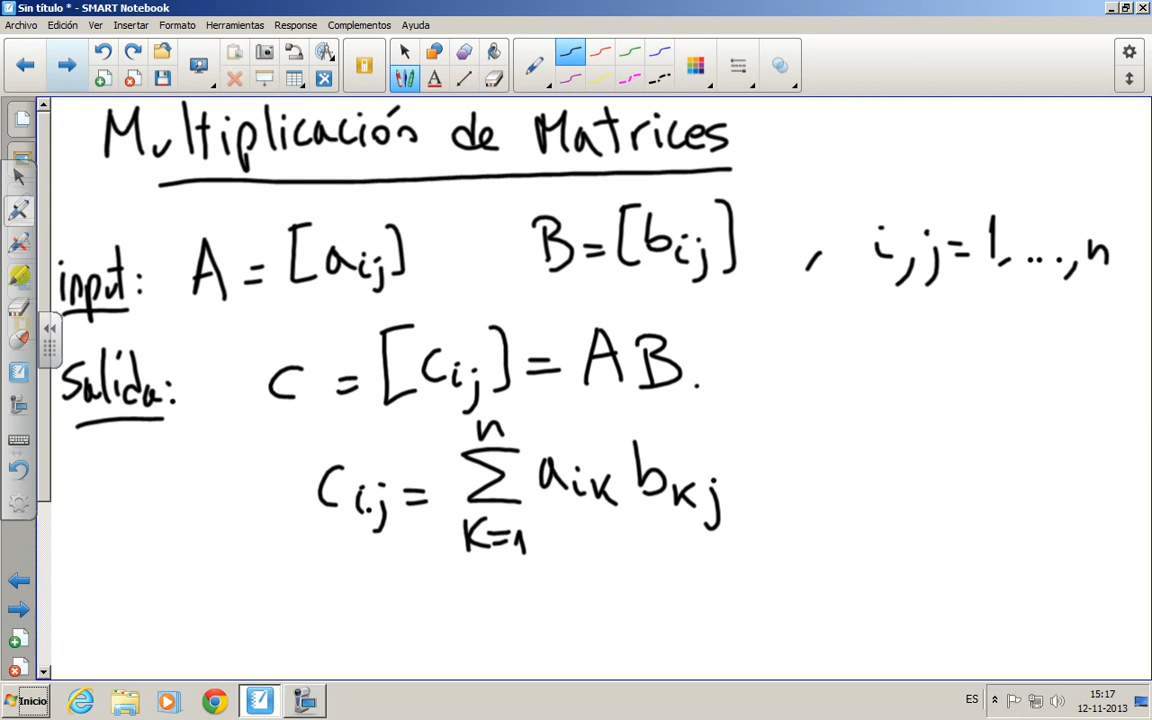 Sin título * - SMART Notebook
Archivo Edición Ver Insertar Formato Herramientas Response Complementos Ayuda
Multiplicación de Matrices
input: A = [aij] B = [bij] , i,j = 1, ..., n
Salida: C = [cij] = AB.
n
cij = Σ aik bkj
K=1
Inicio
ES
15:17
12-11-2013